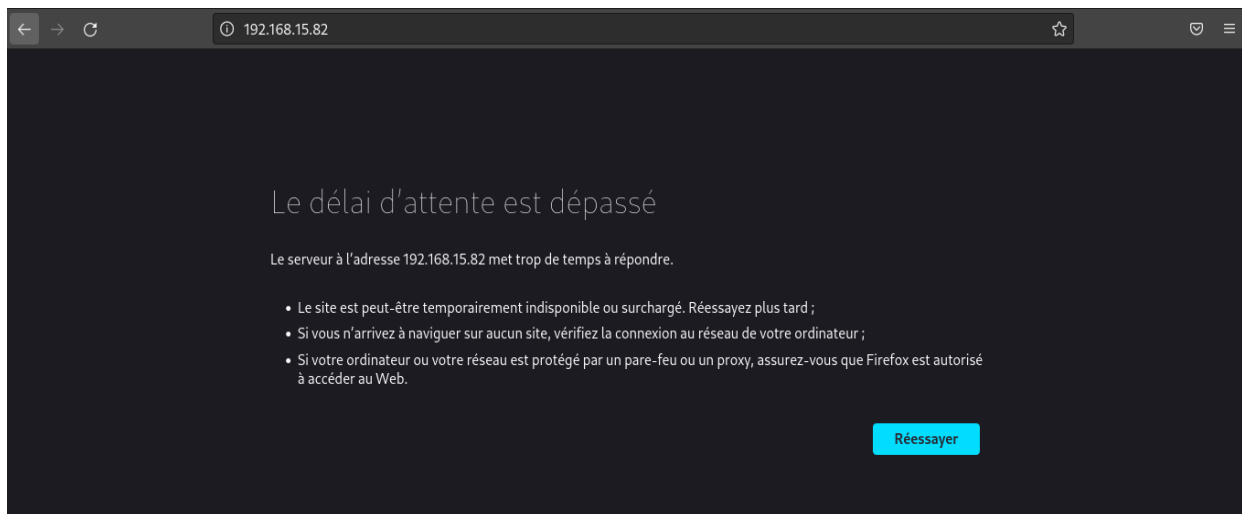 192.168.15.82
Le délai d’attente est dépassé
Le serveur à l’adresse 192.168.15.82 met trop de temps à répondre.
• Le site est peut-être temporairement indisponible ou surchargé. Réessayez plus tard ;
• Si vous n’arrivez à naviguer sur aucun site, vérifiez la connexion au réseau de votre ordinateur ;
• Si votre ordinateur ou votre réseau est protégé par un pare-feu ou un proxy, assurez-vous que Firefox est autorisé
à accéder au Web.
Réessayer